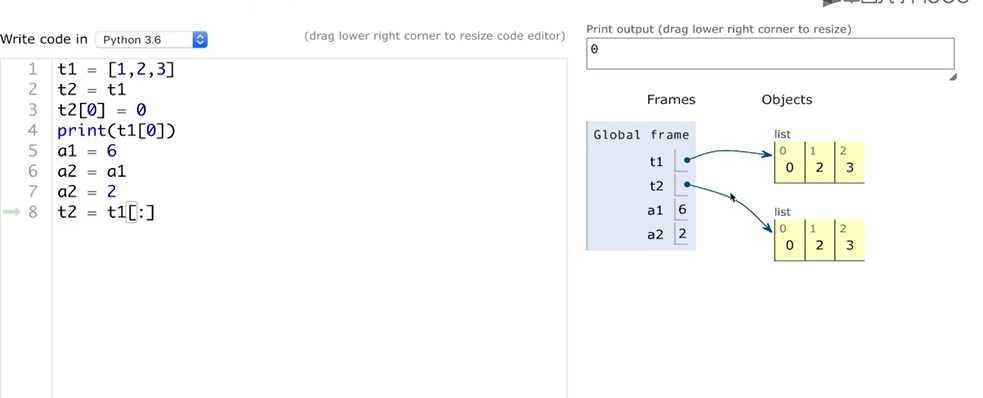 Write code in Python 3.6
(drag lower right corner to resize code editor)
1 t1 = [1,2,3]
2 t2 = t1
3 t2[0] = 0
4 print(t1[0])
5 a1 = 6
6 a2 = a1
7 a2 = 2
8 t2 = t1[:]
Print output (drag lower right corner to resize)
0
Frames
Objects
Global frame
t1
t2
a1 6
a2 2
list
0 1 2
0 2 3
list
0 1 2
0 2 3